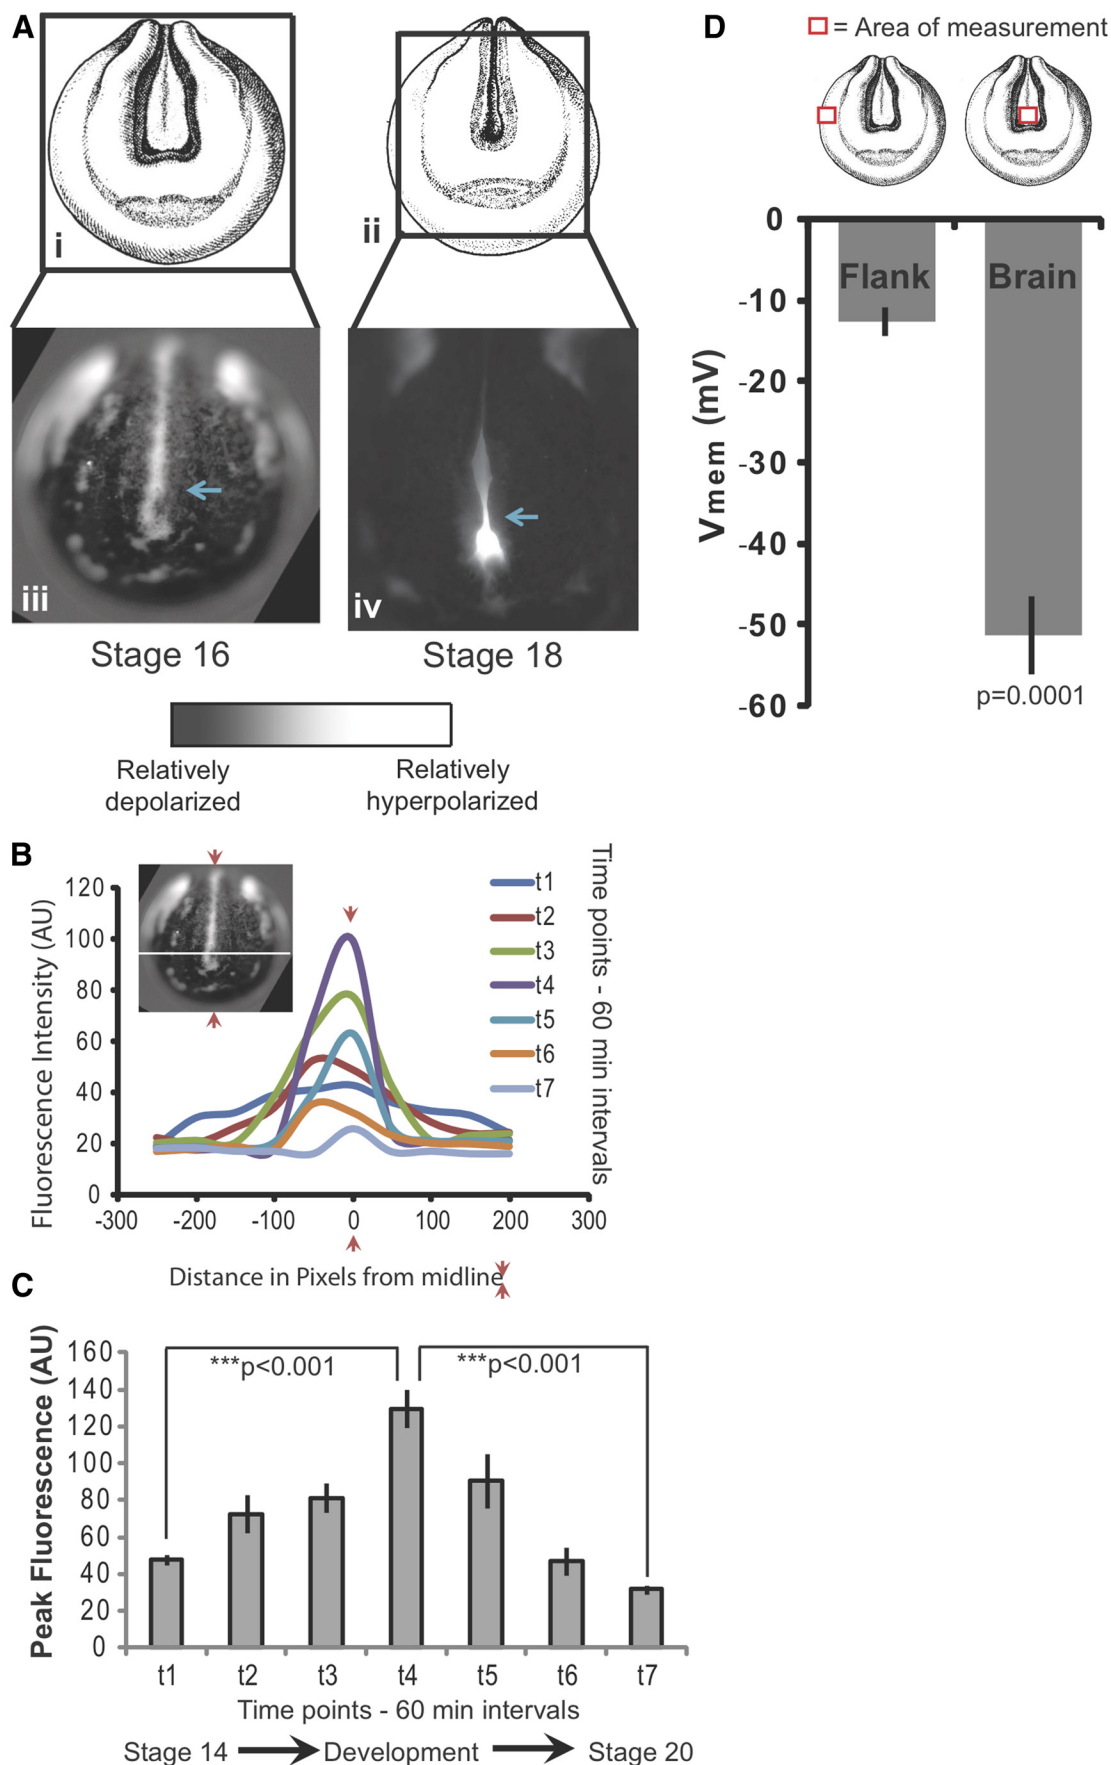 A
i
ii
iii
iv
Stage 16
Stage 18
Relatively
depolarized
Relatively
hyperpolarized
D
= Area of measurement
0
-10
-20
-30
-40
-50
-60
Vmem (mV)
Flank
Brain
p=0.0001
B
Fluorescence Intensity (AU)
120
100
80
60
40
20
0
-300
-200
-100
0
100
200
300
Distance in Pixels from midline
t1
t2
t3
t4
t5
t6
t7
Time points - 60 min intervals
C
Peak Fluorescence (AU)
160
140
120
100
80
60
40
20
0
***p<0.001
***p<0.001
t1
t2
t3
t4
t5
t6
t7
Time points - 60 min intervals
Stage 14
Development
Stage 20